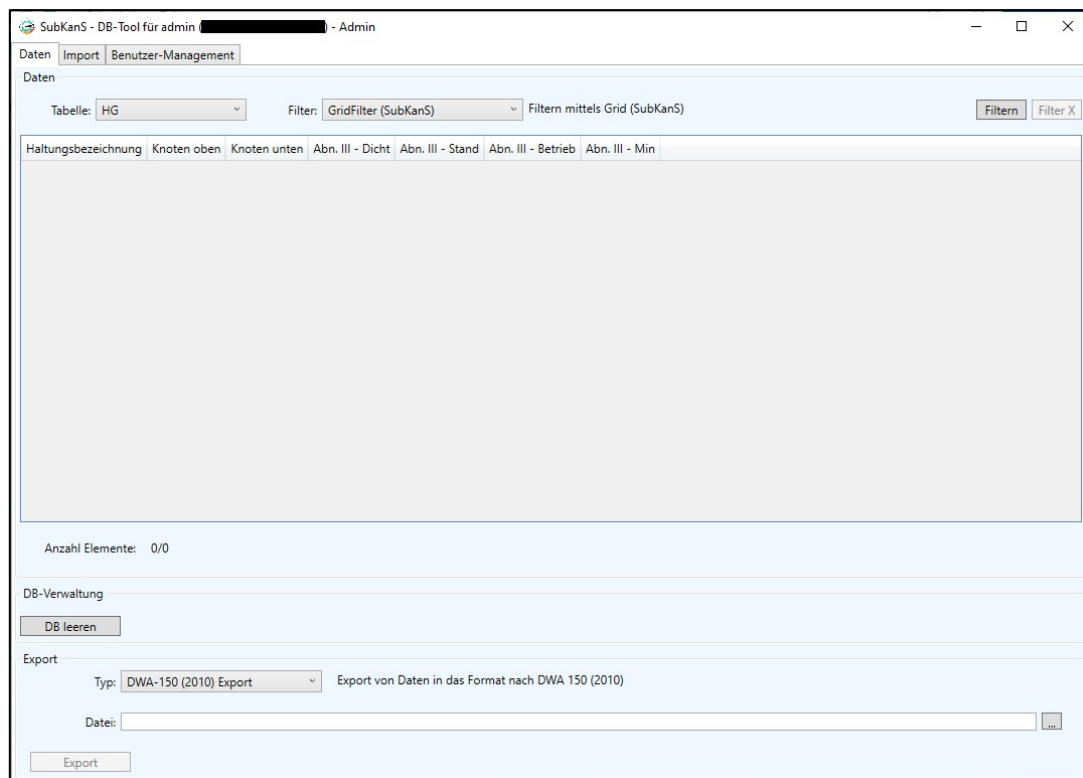 SubKanS - DB-Tool für admin ( ) - Admin
Daten Import Benutzer-Management
Daten
Tabelle: HG Filter: GridFilter (SubKanS) Filtern mittels Grid (SubKanS) Filtern Filter X
Haltungsbezeichnung Knoten oben Knoten unten Abn. III - Dicht Abn. III - Stand Abn. III - Betrieb Abn. III - Min
Anzahl Elemente: 0/0
DB-Verwaltung
DB leeren
Export
Typ: DWA-150 (2010) Export Export von Daten in das Format nach DWA 150 (2010)
Datei: ...
Export